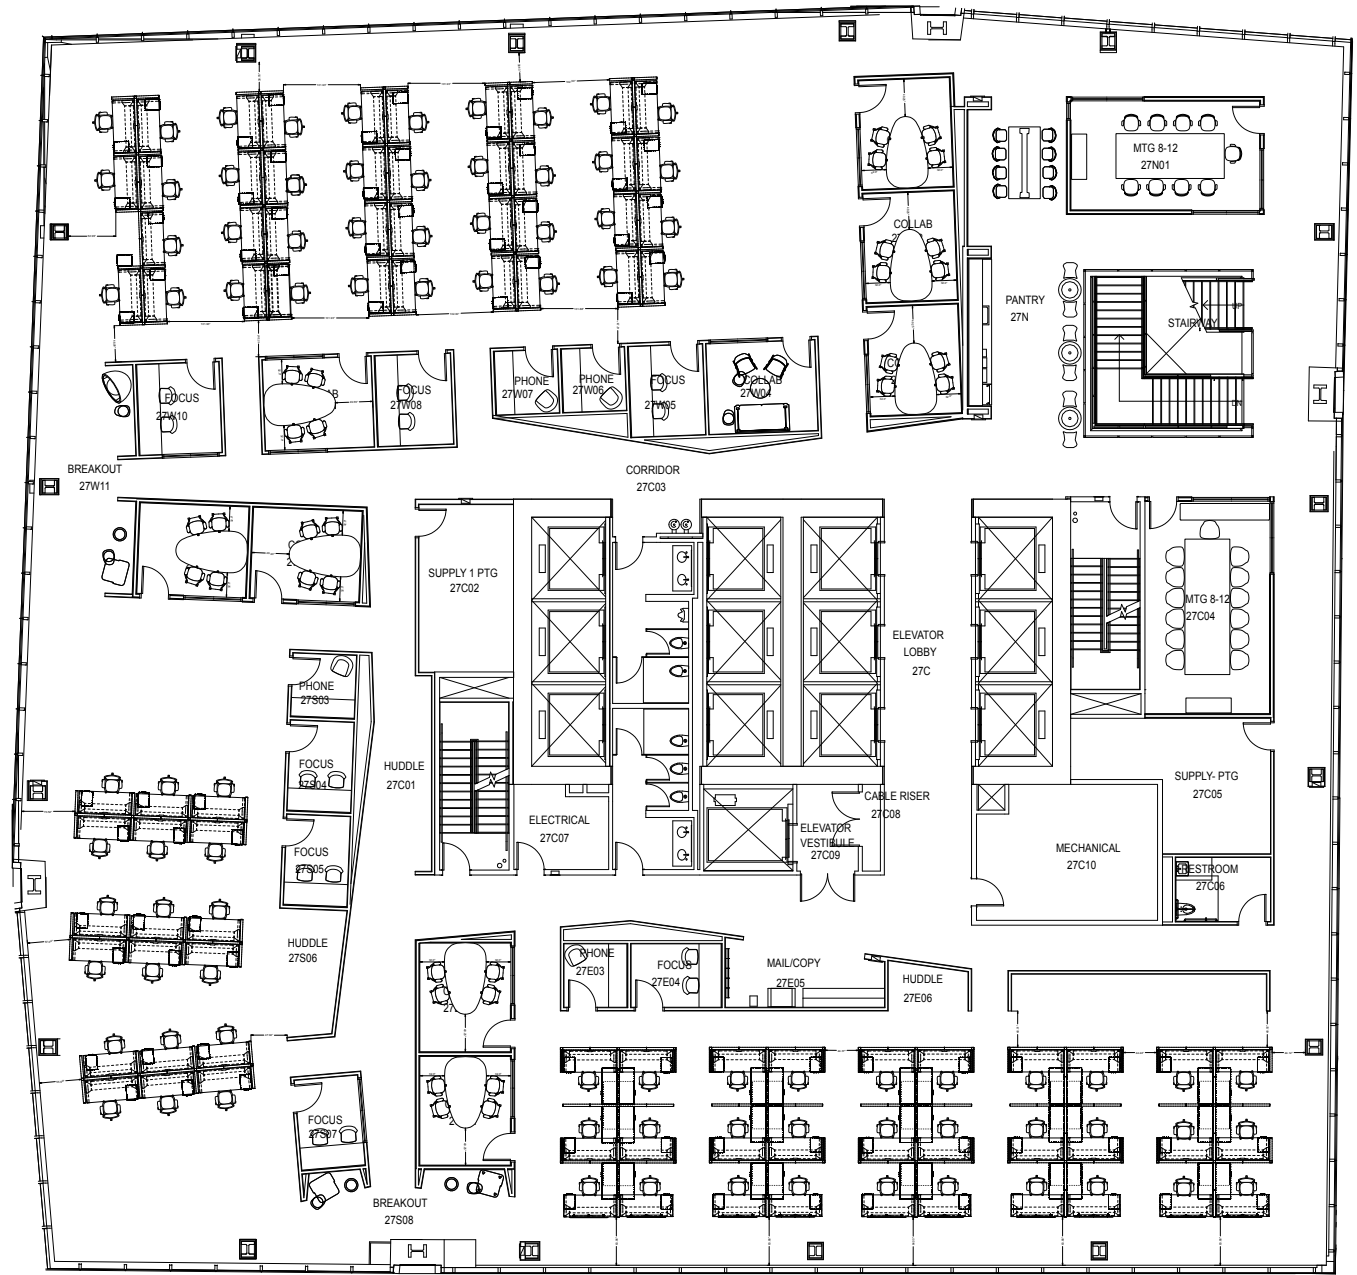 MTG 8-12
27N01
COLLAB
PANTRY
27N
UP
STAIRWAY
DN
PHONE
27W07
PHONE
27W06
FOCUS
27W05
COLLAB
27W04
FOCUS
27W10
FOCUS
27W08
BREAKOUT
27W11
CORRIDOR
27C03
SUPPLY 1 PTG
27C02
MTG 8-12
27C04
ELEVATOR
LOBBY
27C
PHONE
27S03
FOCUS
27S04
HUDDLE
27C01
SUPPLY- PTG
27C05
CABLE RISER
27C08
ELECTRICAL
27C07
ELEVATOR
VESTIBULE
27C09
MECHANICAL
27C10
FOCUS
27S05
RESTROOM
27C06
HUDDLE
27S06
PHONE
27E03
FOCUS
27E04
MAIL/COPY
27E05
HUDDLE
27E06
FOCUS
27S07
BREAKOUT
27S08